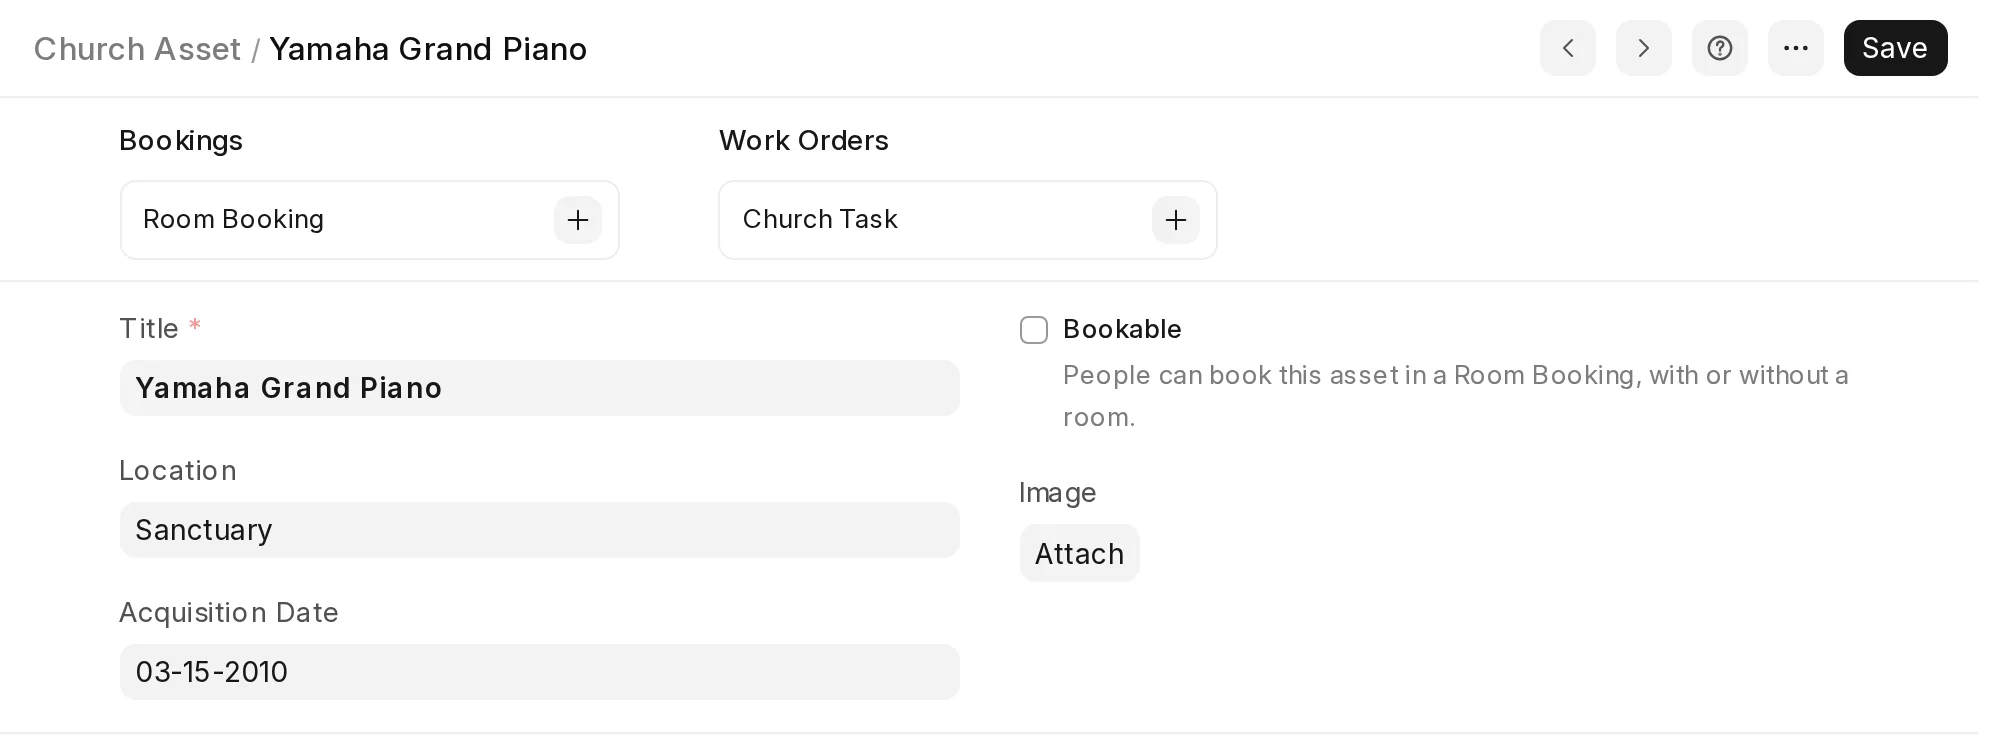 Church Asset / Yamaha Grand Piano
Save
Bookings
Work Orders
Room Booking
Church Task
Title *
Yamaha Grand Piano
Location
Sanctuary
Acquisition Date
03-15-2010
Bookable
People can book this asset in a Room Booking, with or without a
room.
Image
Attach